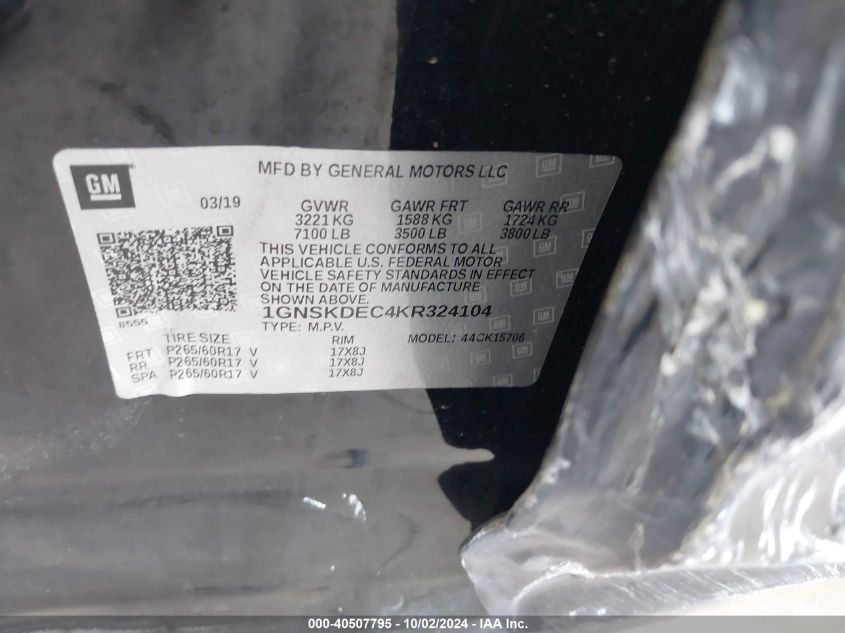 GM
MFD BY GENERAL MOTORS LLC
03/19
GVWR GAWR FRT GAWR RR
3221 KG 1588 KG 1724 KG
7100 LB 3500 LB 3800 LB
THIS VEHICLE CONFORMS TO ALL
APPLICABLE U.S. FEDERAL MOTOR
VEHICLE SAFETY STANDARDS IN EFFECT
ON THE DATE OF MANUFACTURE
SHOWN ABOVE.
8555
1GNSKDEC4KR324104
TYPE: M.P.V. MODEL: 44CK15706
TIRE SIZE RIM
FRT P265/60R17 V 17X8J
RR P265/60R17 V 17X8J
SPA P265/60R17 V 17X8J
000-40507795 - 10/02/2024 - IAA Inc.